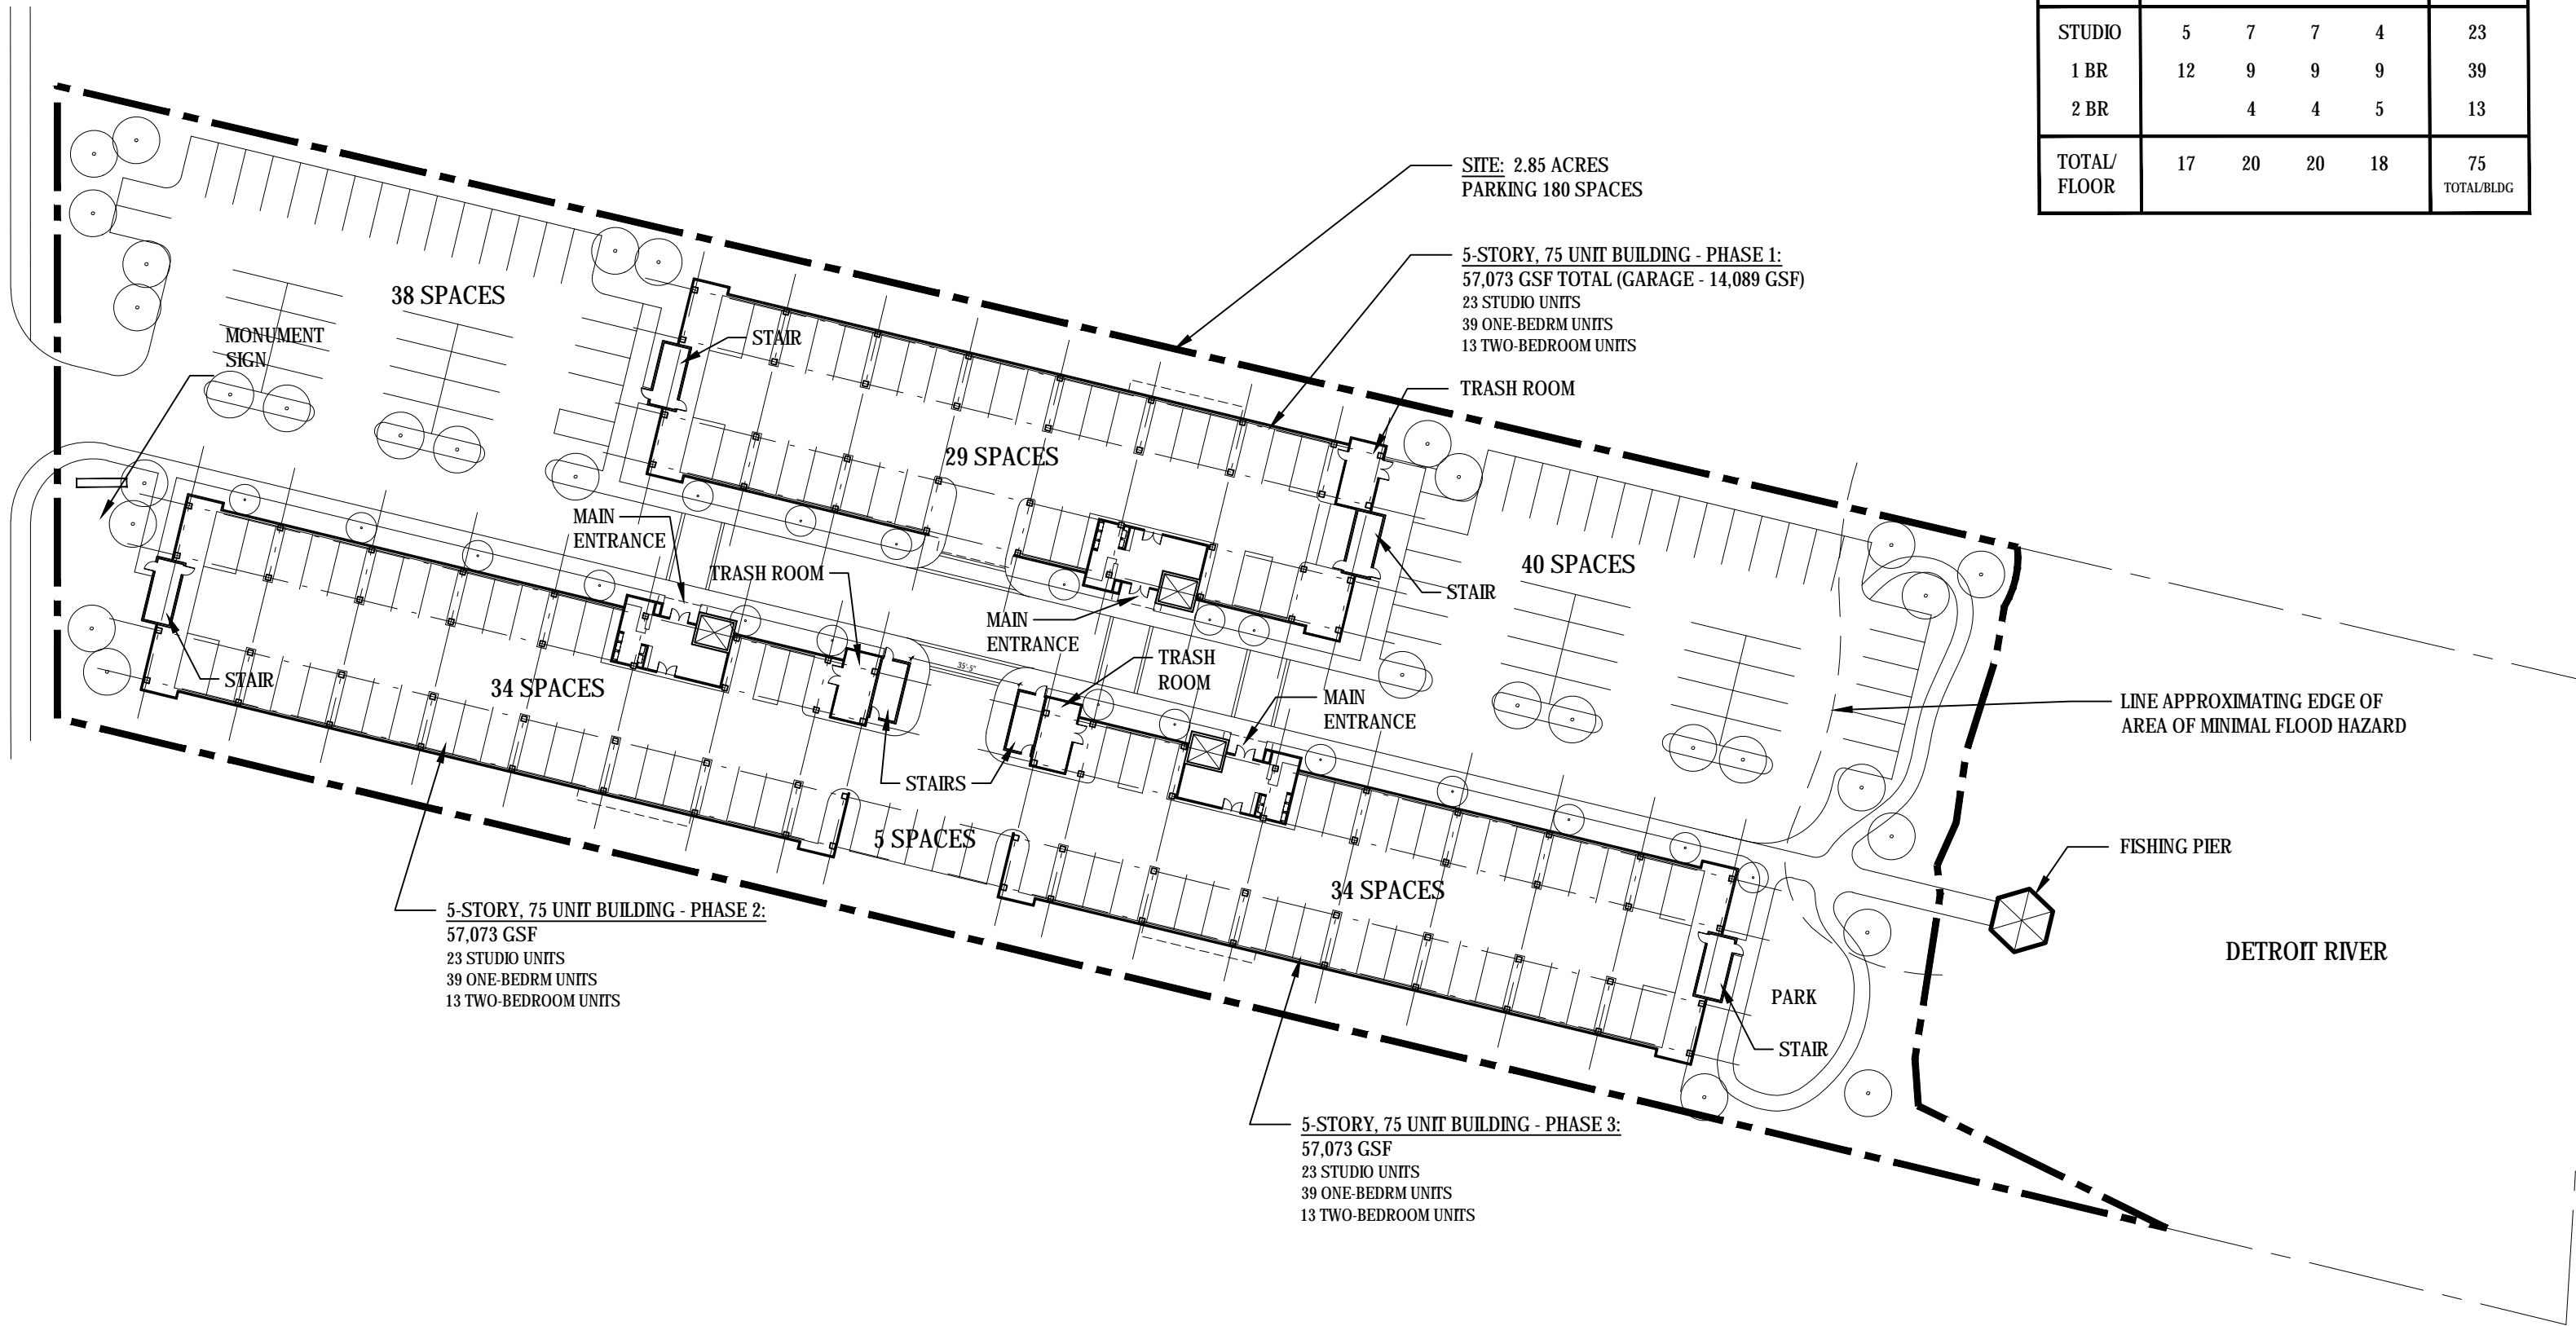 STUDIO 5 7 7 4 23
1 BR 12 9 9 9 39
2 BR 4 4 5 13
TOTAL/
FLOOR 17 20 20 18 75
TOTAL/BLDG
SITE: 2.85 ACRES
PARKING 180 SPACES
5-STORY, 75 UNIT BUILDING - PHASE 1:
57,073 GSF TOTAL (GARAGE - 14,089 GSF)
23 STUDIO UNITS
39 ONE-BEDRM UNITS
13 TWO-BEDROOM UNITS
38 SPACES
MONUMENT
SIGN
STAIR
TRASH ROOM
29 SPACES
MAIN
ENTRANCE
TRASH ROOM
40 SPACES
STAIR
MAIN
ENTRANCE
TRASH
ROOM
35'-5"
STAIR
34 SPACES
MAIN
ENTRANCE
LINE APPROXIMATING EDGE OF
AREA OF MINIMAL FLOOD HAZARD
STAIRS
5 SPACES
FISHING PIER
34 SPACES
5-STORY, 75 UNIT BUILDING - PHASE 2:
57,073 GSF
23 STUDIO UNITS
39 ONE-BEDRM UNITS
13 TWO-BEDROOM UNITS
DETROIT RIVER
PARK
STAIR
5-STORY, 75 UNIT BUILDING - PHASE 3:
57,073 GSF
23 STUDIO UNITS
39 ONE-BEDRM UNITS
13 TWO-BEDROOM UNITS